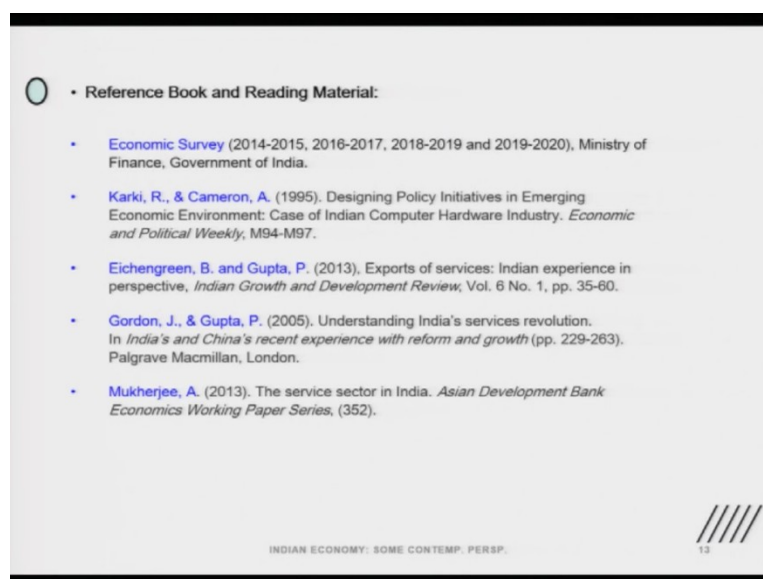 • Reference Book and Reading Material:
• Economic Survey (2014-2015, 2016-2017, 2018-2019 and 2019-2020), Ministry of
Finance, Government of India.
• Karki, R., & Cameron, A. (1995). Designing Policy Initiatives in Emerging
Economic Environment: Case of Indian Computer Hardware Industry. Economic
and Political Weekly, M94-M97.
• Eichengreen, B. and Gupta, P. (2013), Exports of services: Indian experience in
perspective, Indian Growth and Development Review, Vol. 6 No. 1, pp. 35-60.
• Gordon, J., & Gupta, P. (2005). Understanding India's services revolution.
In India's and China's recent experience with reform and growth (pp. 229-263).
Palgrave Macmillan, London.
• Mukherjee, A. (2013). The service sector in India. Asian Development Bank
Economics Working Paper Series, (352).
INDIAN ECONOMY: SOME CONTEMP. PERSP.
13